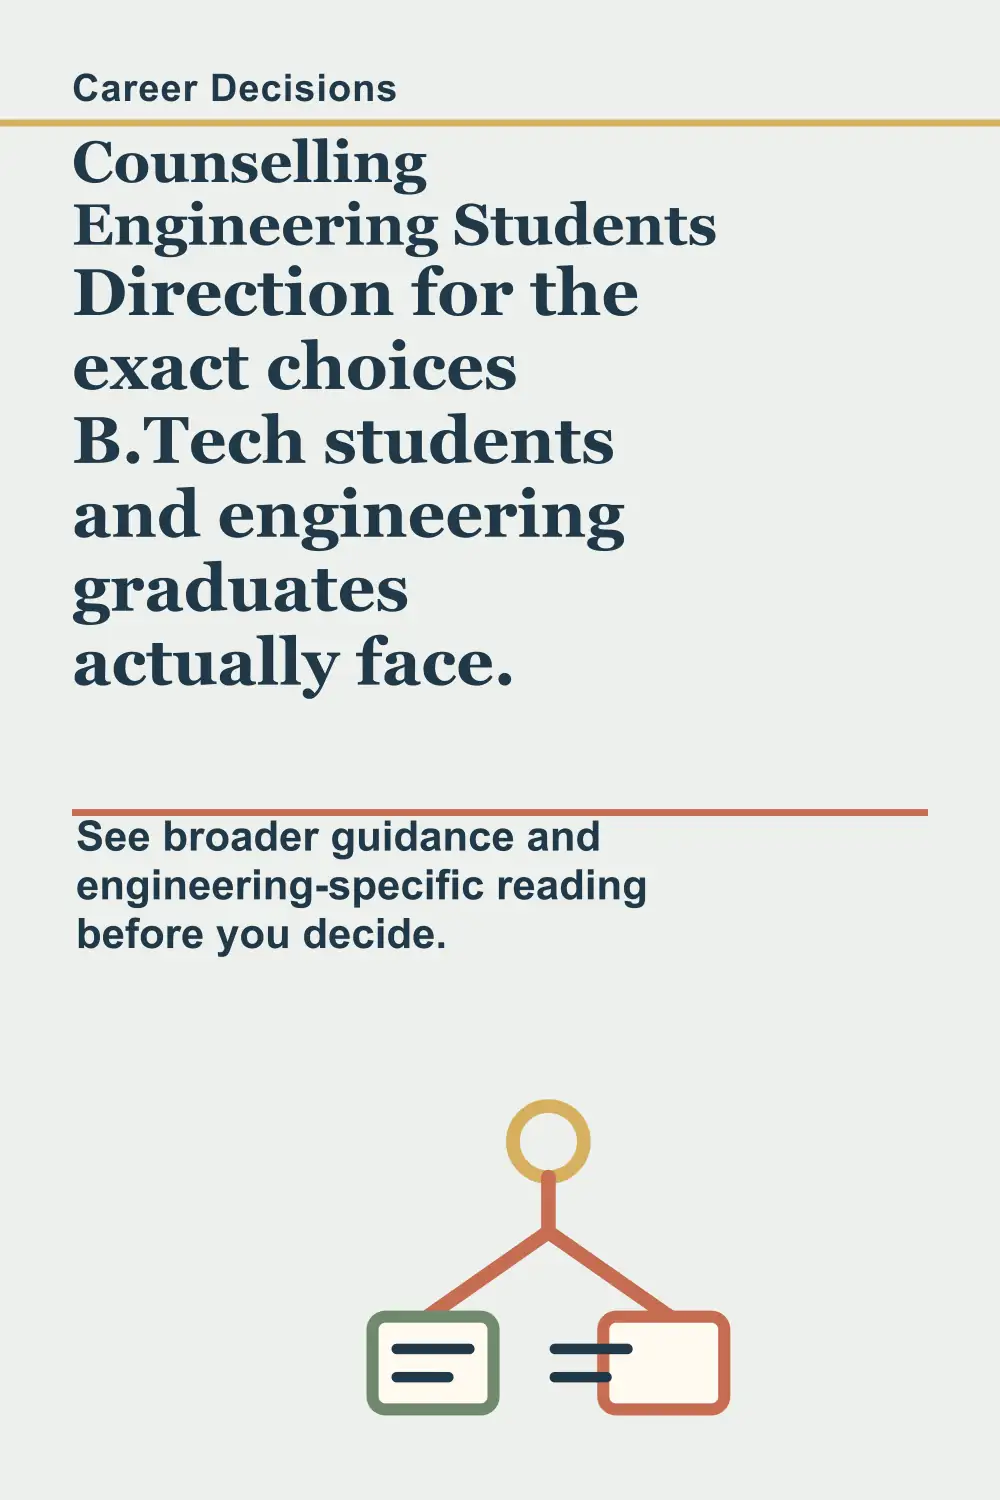 Career Decisions
Counselling
Engineering Students
Direction for the
exact choices
B.Tech students
and engineering
graduates
actually face.
See broader guidance and
engineering-specific reading
before you decide.